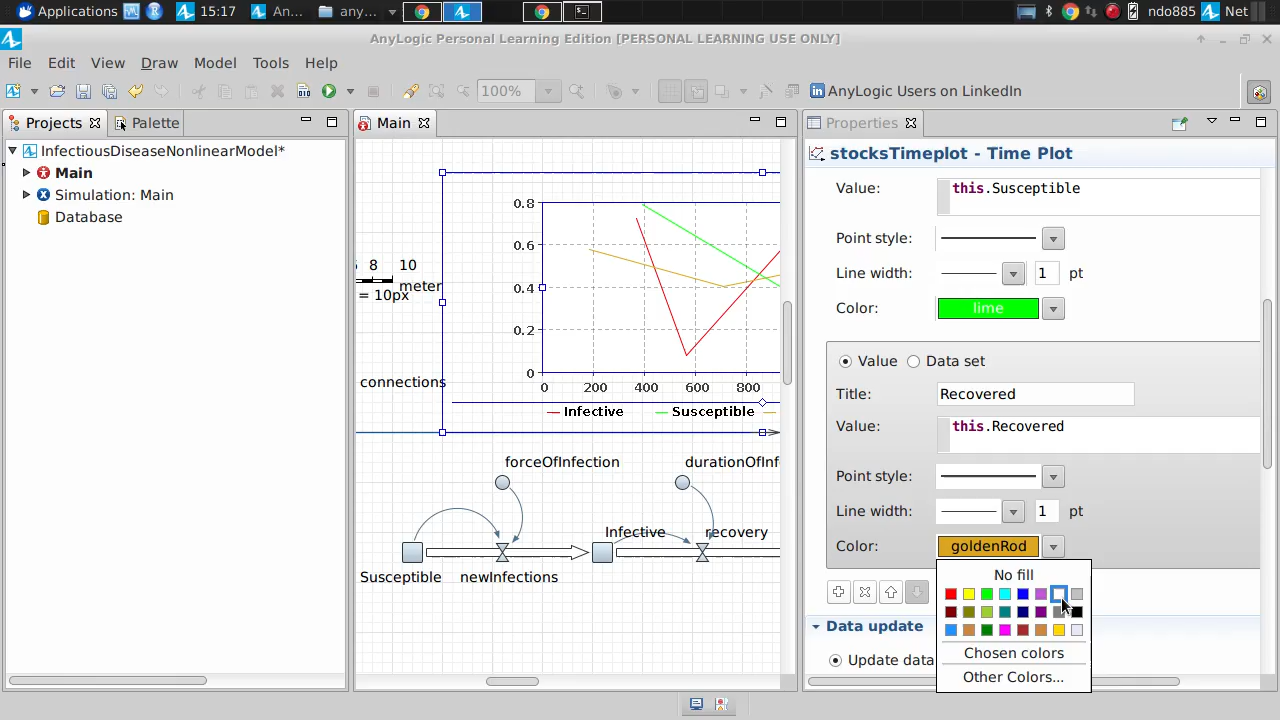 Applications 15:17 An... any... ndo885 Net
AnyLogic Personal Learning Edition [PERSONAL LEARNING USE ONLY]
File Edit View Draw Model Tools Help
100% AnyLogic Users on LinkedIn
Projects Palette Main Properties
InfectiousDiseaseNonlinearModel*
Main
Simulation: Main
Database
8 10
meter
= 10px
connections
0.8
0.6
0.4
0.2
0
0 200 400 600 800
Infective Susceptible
forceOfInfection durationOfInf
Infective recovery
Susceptible newInfections
stocksTimeplot - Time Plot
Value: this.Susceptible
Point style:
Line width: 1 pt
Color: lime
Value Data set
Title: Recovered
Value: this.Recovered
Point style:
Line width: 1 pt
Color: goldenRod
No fill
Chosen colors
Other Colors...
Data update
Update data